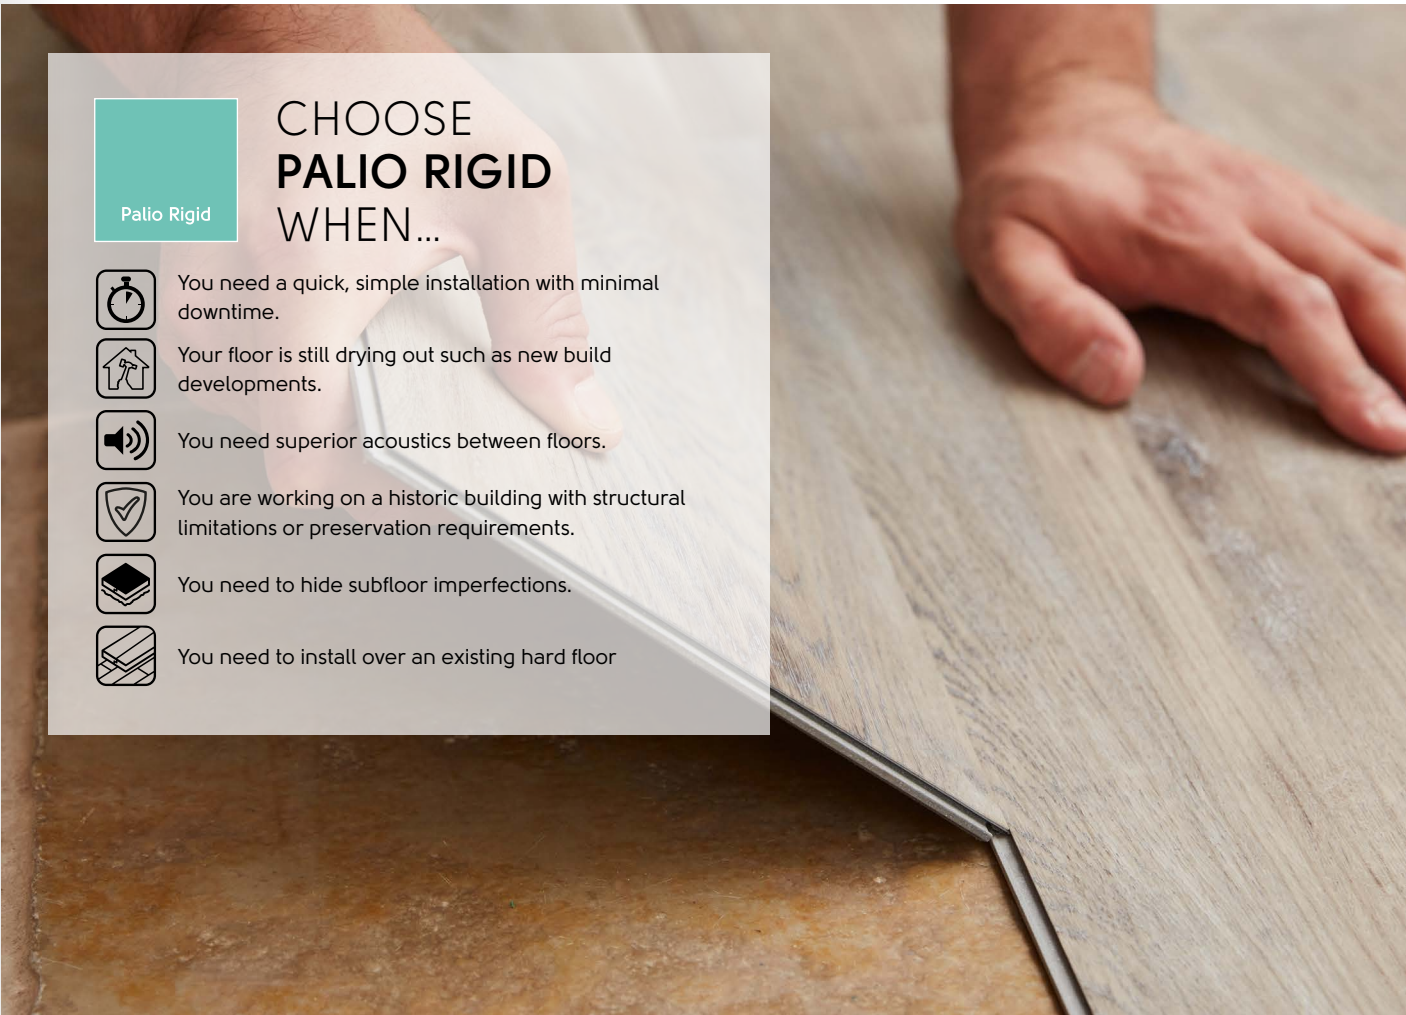 Palio Rigid
CHOOSE
PALIO RIGID
WHEN...
You need a quick, simple installation with minimal
downtime.
Your floor is still drying out such as new build
developments.
You need superior acoustics between floors.
You are working on a historic building with structural
limitations or preservation requirements.
You need to hide subfloor imperfections.
You need to install over an existing hard floor